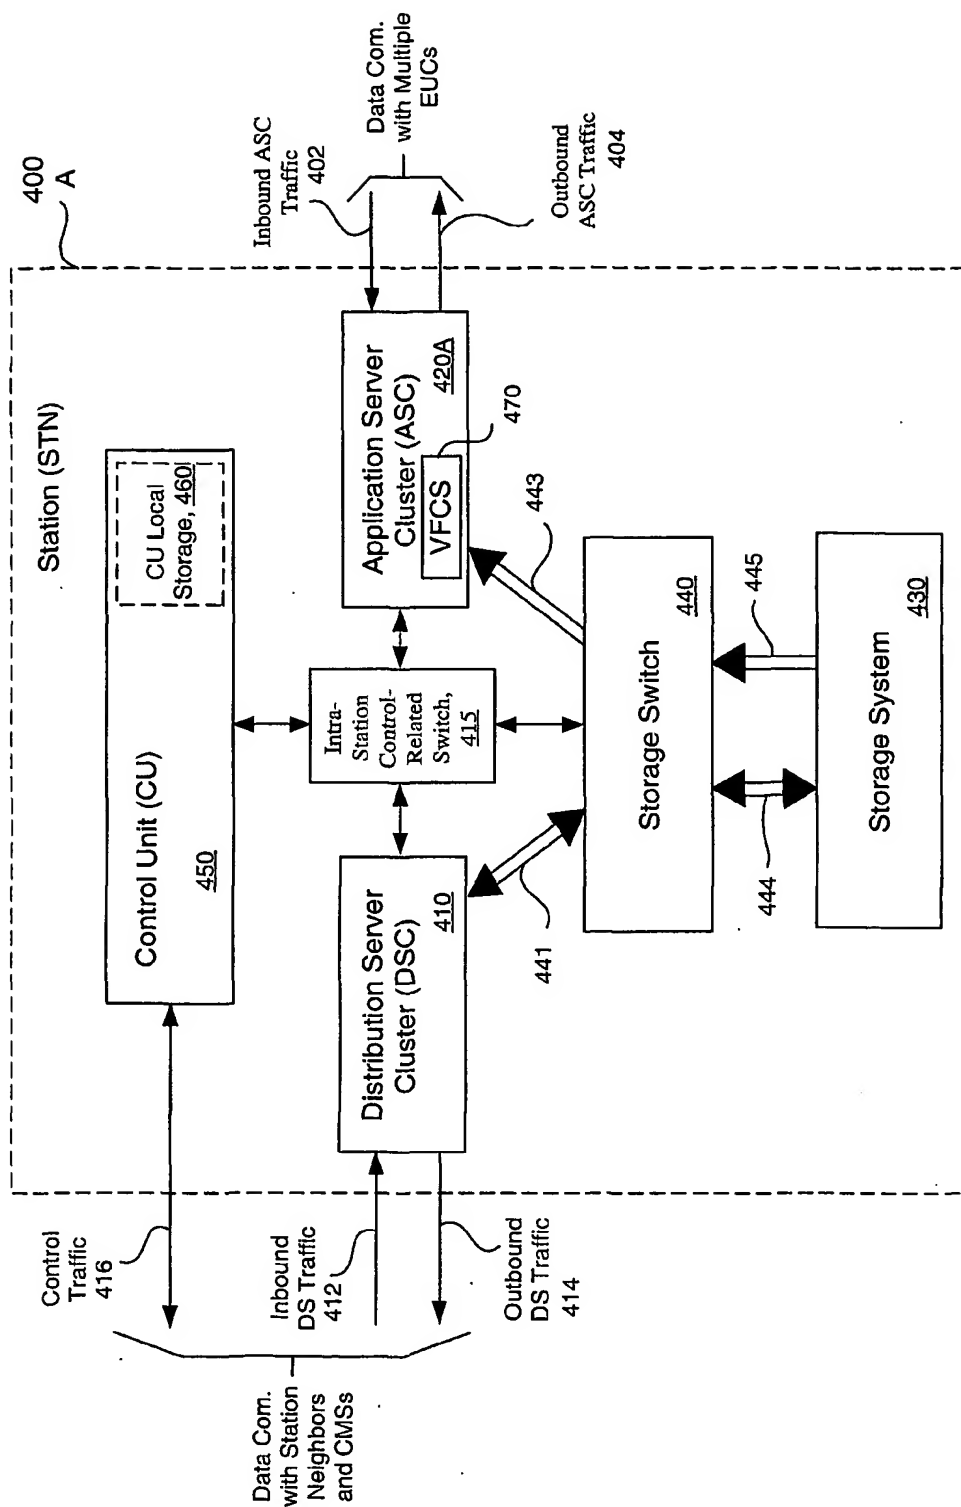 400
A
Station (STN)
Control Unit (CU)
450
CU Local
Storage, 460
Control
Traffic
416
Inbound ASC
Traffic
402
Data Com.
with Multiple
EUCs
Outbound
ASC Traffic
404
Intra-
Station
Control-
Related
Switch,
415
Application Server
Cluster (ASC)
420A
VFCS
470
Distribution Server
Cluster (DSC)
410
Inbound
DS Traffic
412
Outbound
DS Traffic
414
Data Com.
with Station
Neighbors
and CMSs
441
443
Storage Switch
440
444
445
Storage System
430